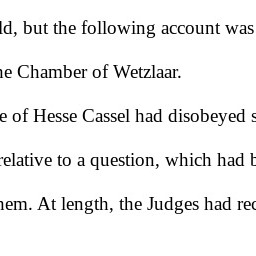 ld, but the following account was
he Chamber of Wetzlaar.
e of Hesse Cassel had disobeyed s
relative to a question, which had b
hem. At length, the Judges had rec